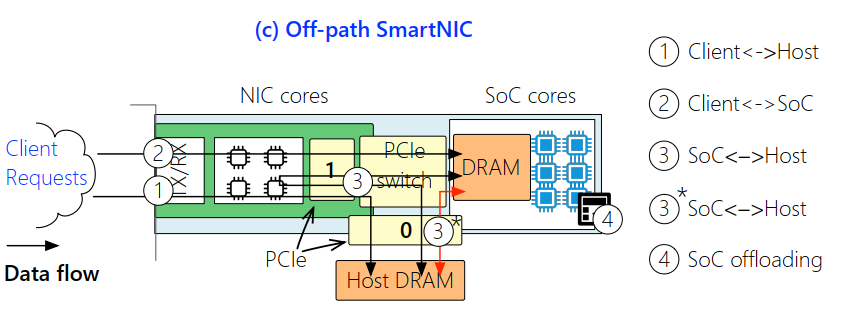 (c) Off-path SmartNIC
NIC cores
SoC cores
Client
Requests
2
1
TX/RX
1
3
PCIe
switch
DRAM
4
0
3*
PCIe
Host DRAM
Data flow
1 Client<->Host
2 Client<->SoC
3 SoC<—>Host
3* SoC<—>Host
4 SoC offloading